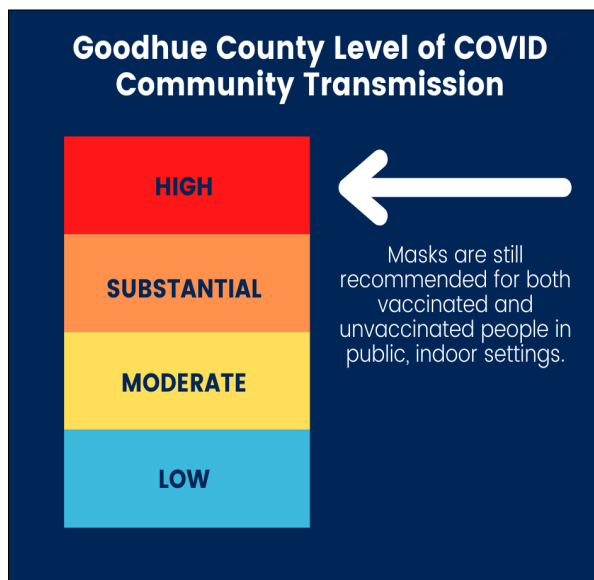 Goodhue County Level of COVID
Community Transmission
HIGH
Masks are still
recommended for both
vaccinated and
unvaccinated people in
public, indoor settings.
SUBSTANTIAL
MODERATE
LOW